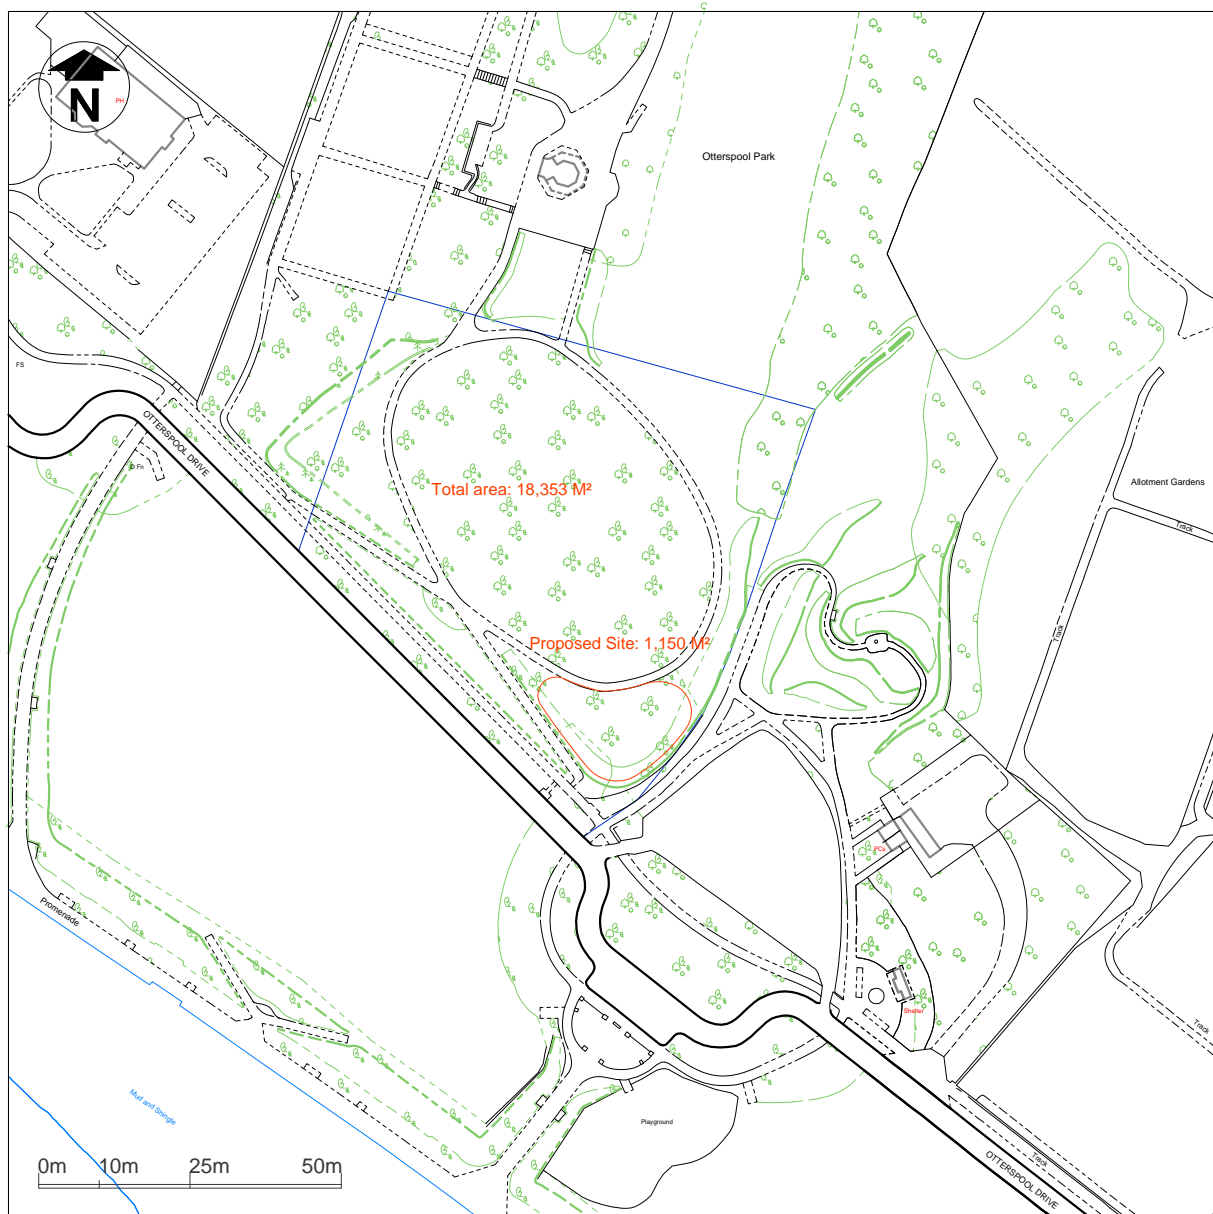 N
PH
Otterspool Park
FS
OTTERSPOOL DRIVE
Fn
Total area: 18,353 M²
Allotment Gardens
Track
Track
Proposed Site: 1,150 M²
PCs
Promenade
Shelter
Track
Mud and Shingle
Playground
0m 10m 25m 50m
Track
OTTERSPOOL DRIVE